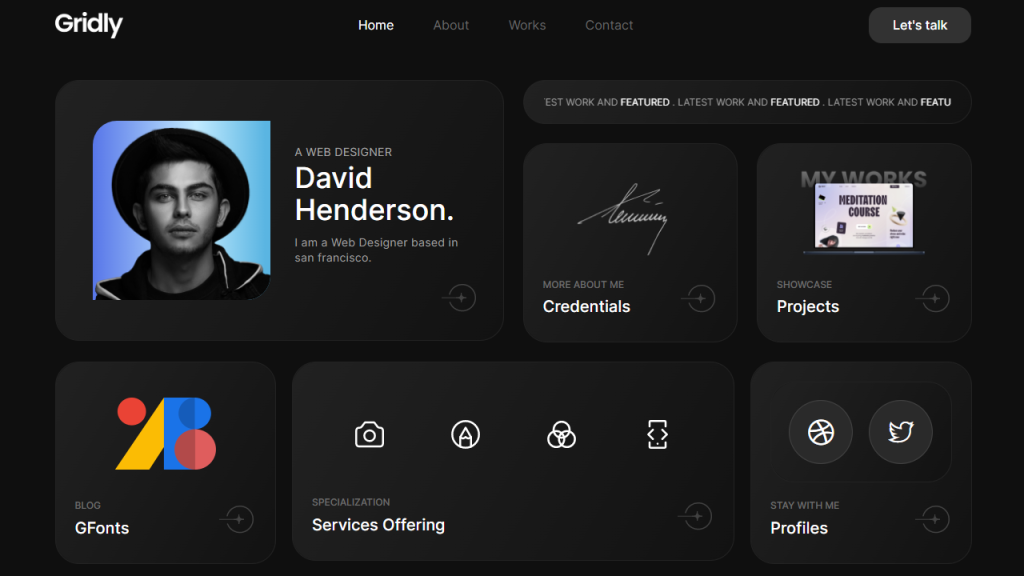 Gridly
Home
About
Works
Contact
Let's talk
A WEB DESIGNER
David
Henderson.
I am a Web Designer based in
san francisco.
EST WORK AND FEATURED . LATEST WORK AND FEATURED . LATEST WORK AND FEATU
MORE ABOUT ME
Credentials
MY WORKS
MEDITATION
COURSE
SHOWCASE
Projects
BLOG
GFonts
SPECIALIZATION
Services Offering
STAY WITH ME
Profiles